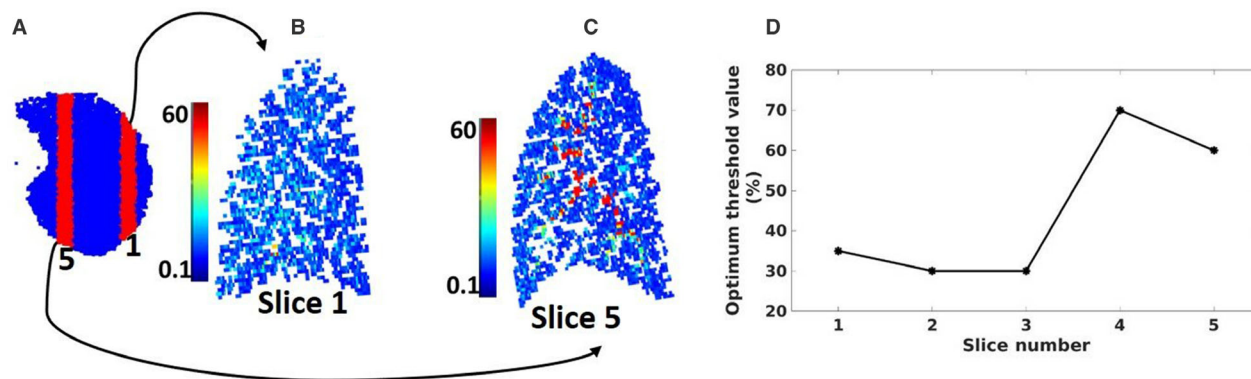 A
B
C
D
5
1
60
0.1
Slice 1
60
0.1
Slice 5
Optimum threshold value
(%)
80
70
60
50
40
30
20
1 2 3 4 5
Slice number